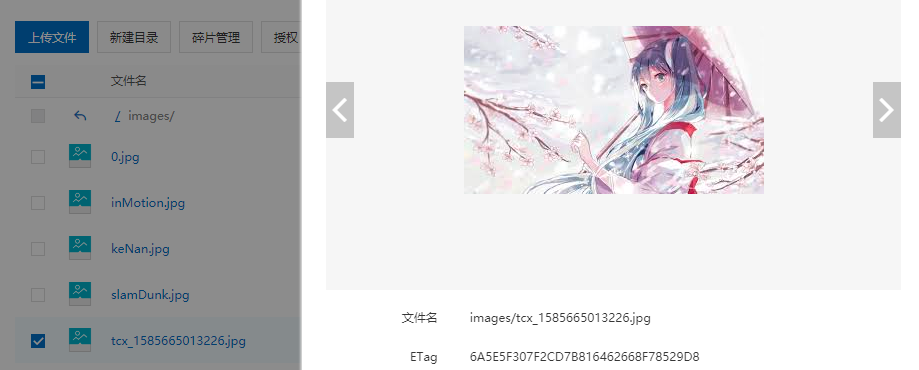 上传文件 新建目录 碎片管理 授权
文件名
images/
0.jpg
inMotion.jpg
keNan.jpg
slamDunk.jpg
tcx_1585665013226.jpg
文件名 images/tcx_1585665013226.jpg
ETag 6A5E5F307F2CD7B816462668F78529D8